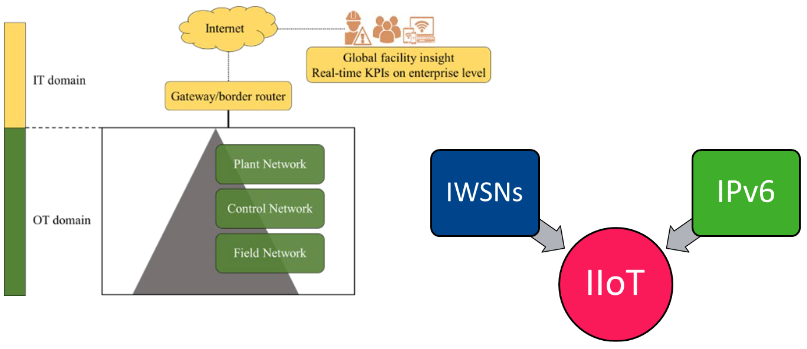 Internet
Global facility insight
Real-time KPIs on enterprise level
IT domain
Gateway/border router
Plant Network
Control Network
OT domain
Field Network
IWSNs
IPv6
IIoT